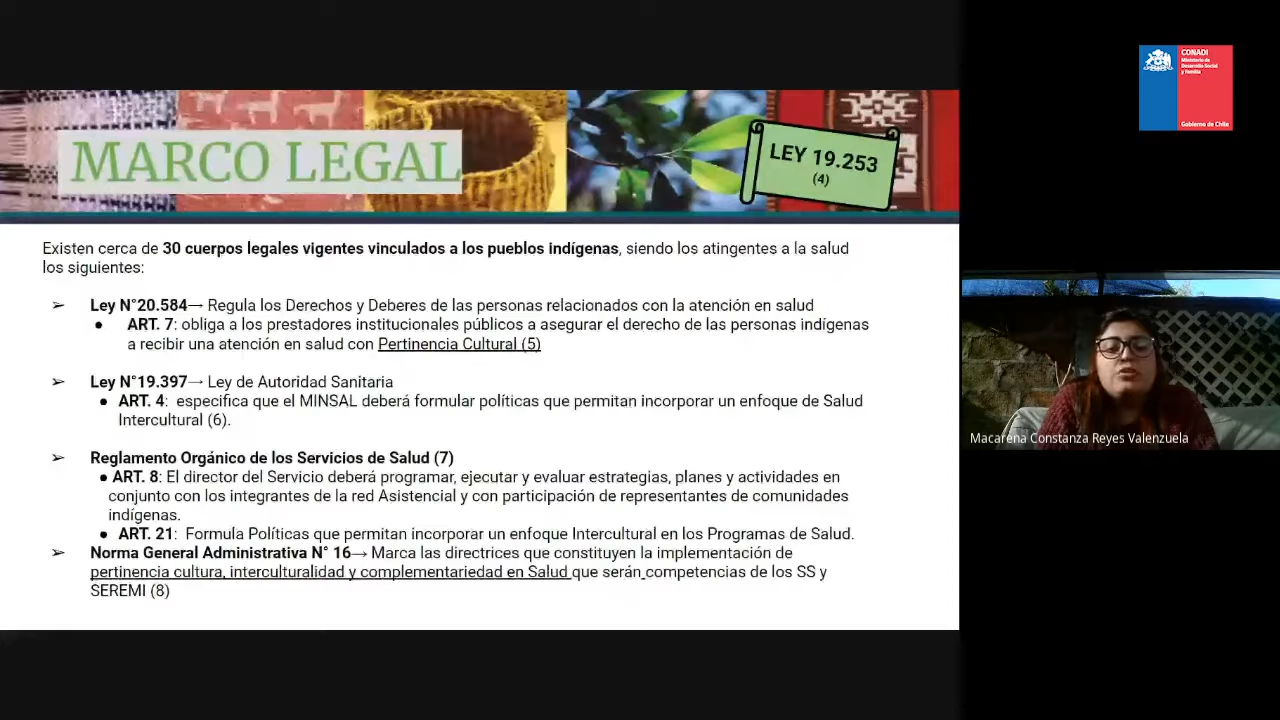 CONADI
Ministerio de
Desarrollo Social
y Familia
Gobierno de Chile
MARCO LEGAL
LEY 19.253
(4)
Existen cerca de 30 cuerpos legales vigentes vinculados a los pueblos indígenas, siendo los atingentes a la salud
los siguientes:
➢ Ley N°20.584→ Regula los Derechos y Deberes de las personas relacionados con la atención en salud
● ART. 7: obliga a los prestadores institucionales públicos a asegurar el derecho de las personas indígenas
a recibir una atención en salud con Pertinencia Cultural (5)
➢ Ley N°19.397→ Ley de Autoridad Sanitaria
● ART. 4: especifica que el MINSAL deberá formular políticas que permitan incorporar un enfoque de Salud
Intercultural (6).
➢ Reglamento Orgánico de los Servicios de Salud (7)
● ART. 8: El director del Servicio deberá programar, ejecutar y evaluar estrategias, planes y actividades en
conjunto con los integrantes de la red Asistencial y con participación de representantes de comunidades
indígenas.
● ART. 21: Formula Políticas que permitan incorporar un enfoque Intercultural en los Programas de Salud.
➢ Norma General Administrativa N° 16→ Marca las directrices que constituyen la implementación de
pertinencia cultura, interculturalidad y complementariedad en Salud que serán competencias de los SS y
SEREMI (8)
Macarena Constanza Reyes Valenzuela